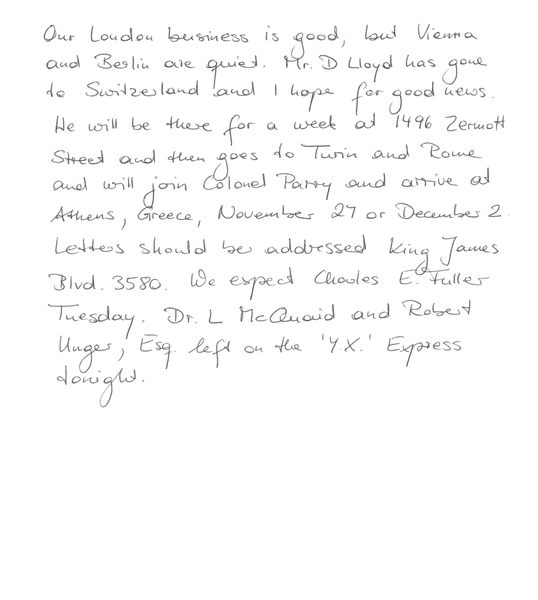 Our London business is good, but Vienna
and Berlin are quiet. Mr. D Lloyd has gone
to Switzerland and I hope for good news.
He will be there for a week at 1496 Zermott
Street and then goes to Turin and Rome
and will join Colonel Parry and arrive at
Athens, Greece, November 27 or December 2.
Letters should be addressed King James
Blvd. 3580. We expect Charles E. Fuller
Tuesday. Dr. L McQuaid and Robert
Unger, Esq. left on the 'Y.X.' Express
tonight.